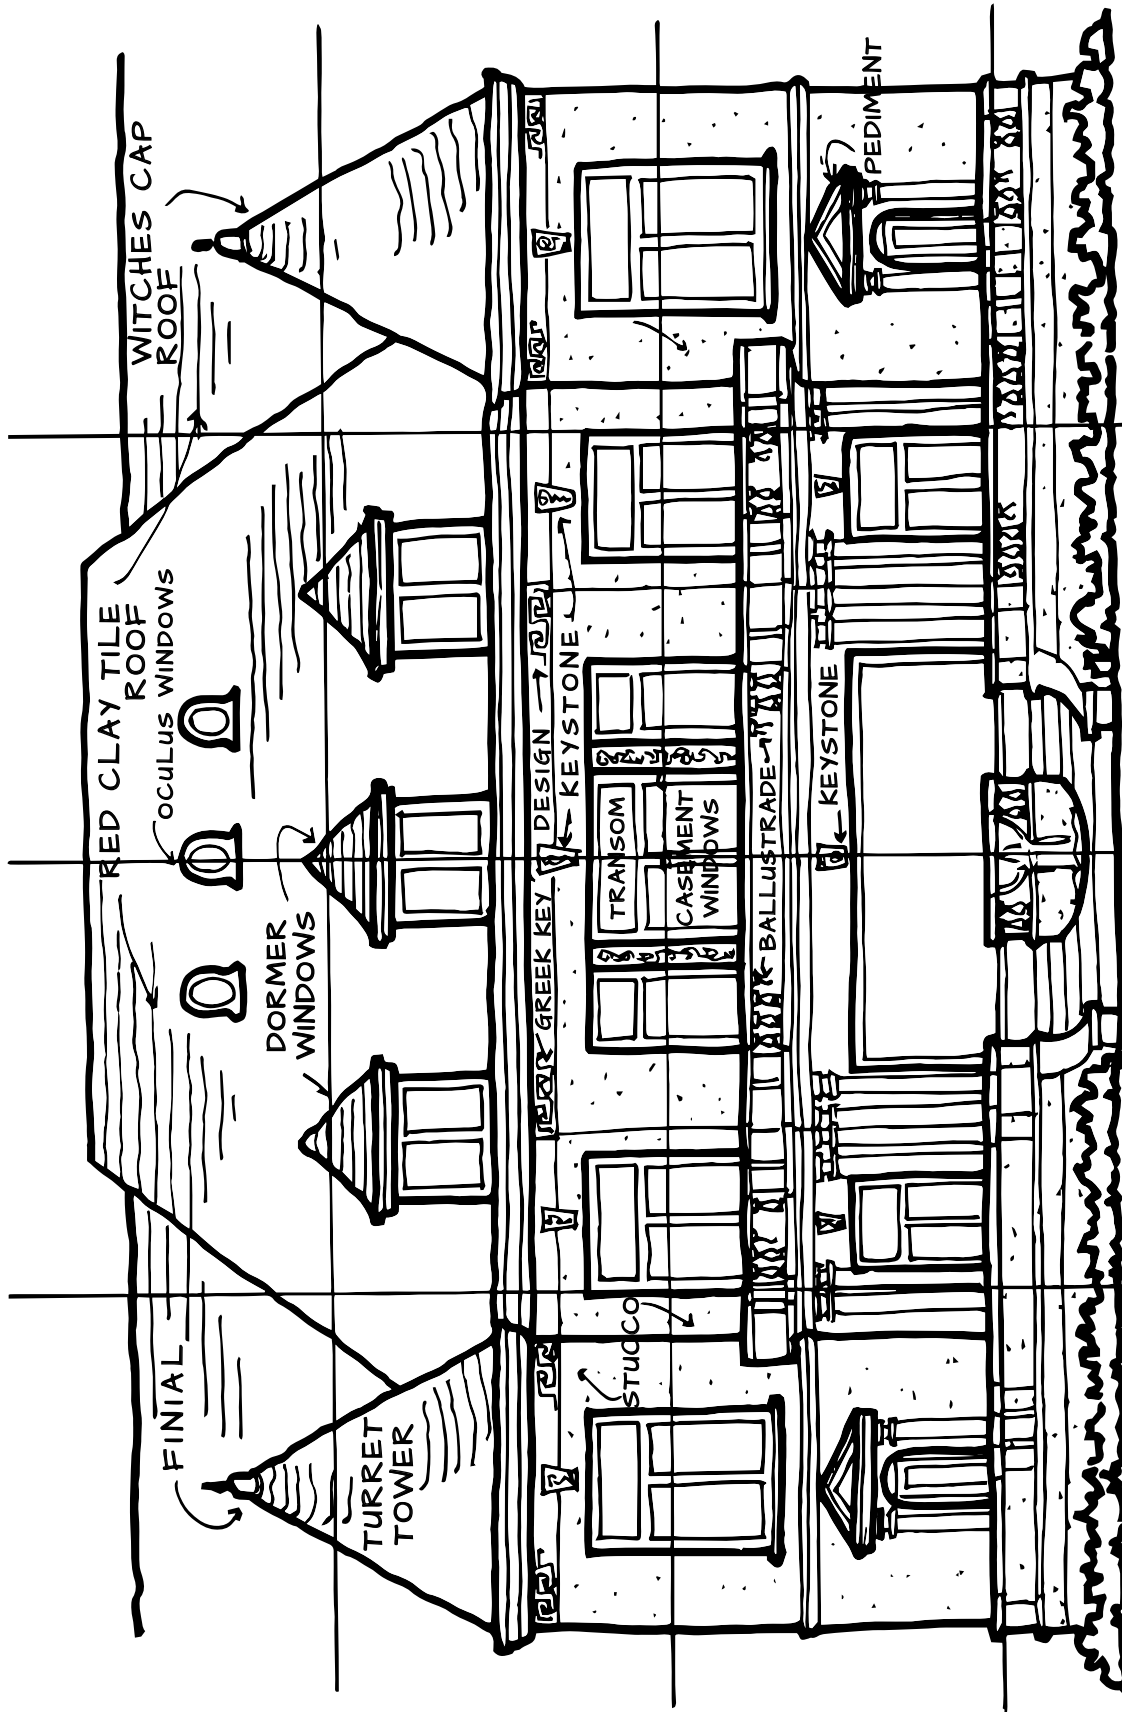 FINIAL
RED CLAY TILE
ROOF
WITCHES CAP
ROOF
OCULUS WINDOWS
DORMER
WINDOWS
TURRET
TOWER
GREEK KEY DESIGN
KEYSTONE
STUCCO
TRANSOM
CASEMENT
WINDOWS
BALLUSTRADE
KEYSTONE
PEDIMENT